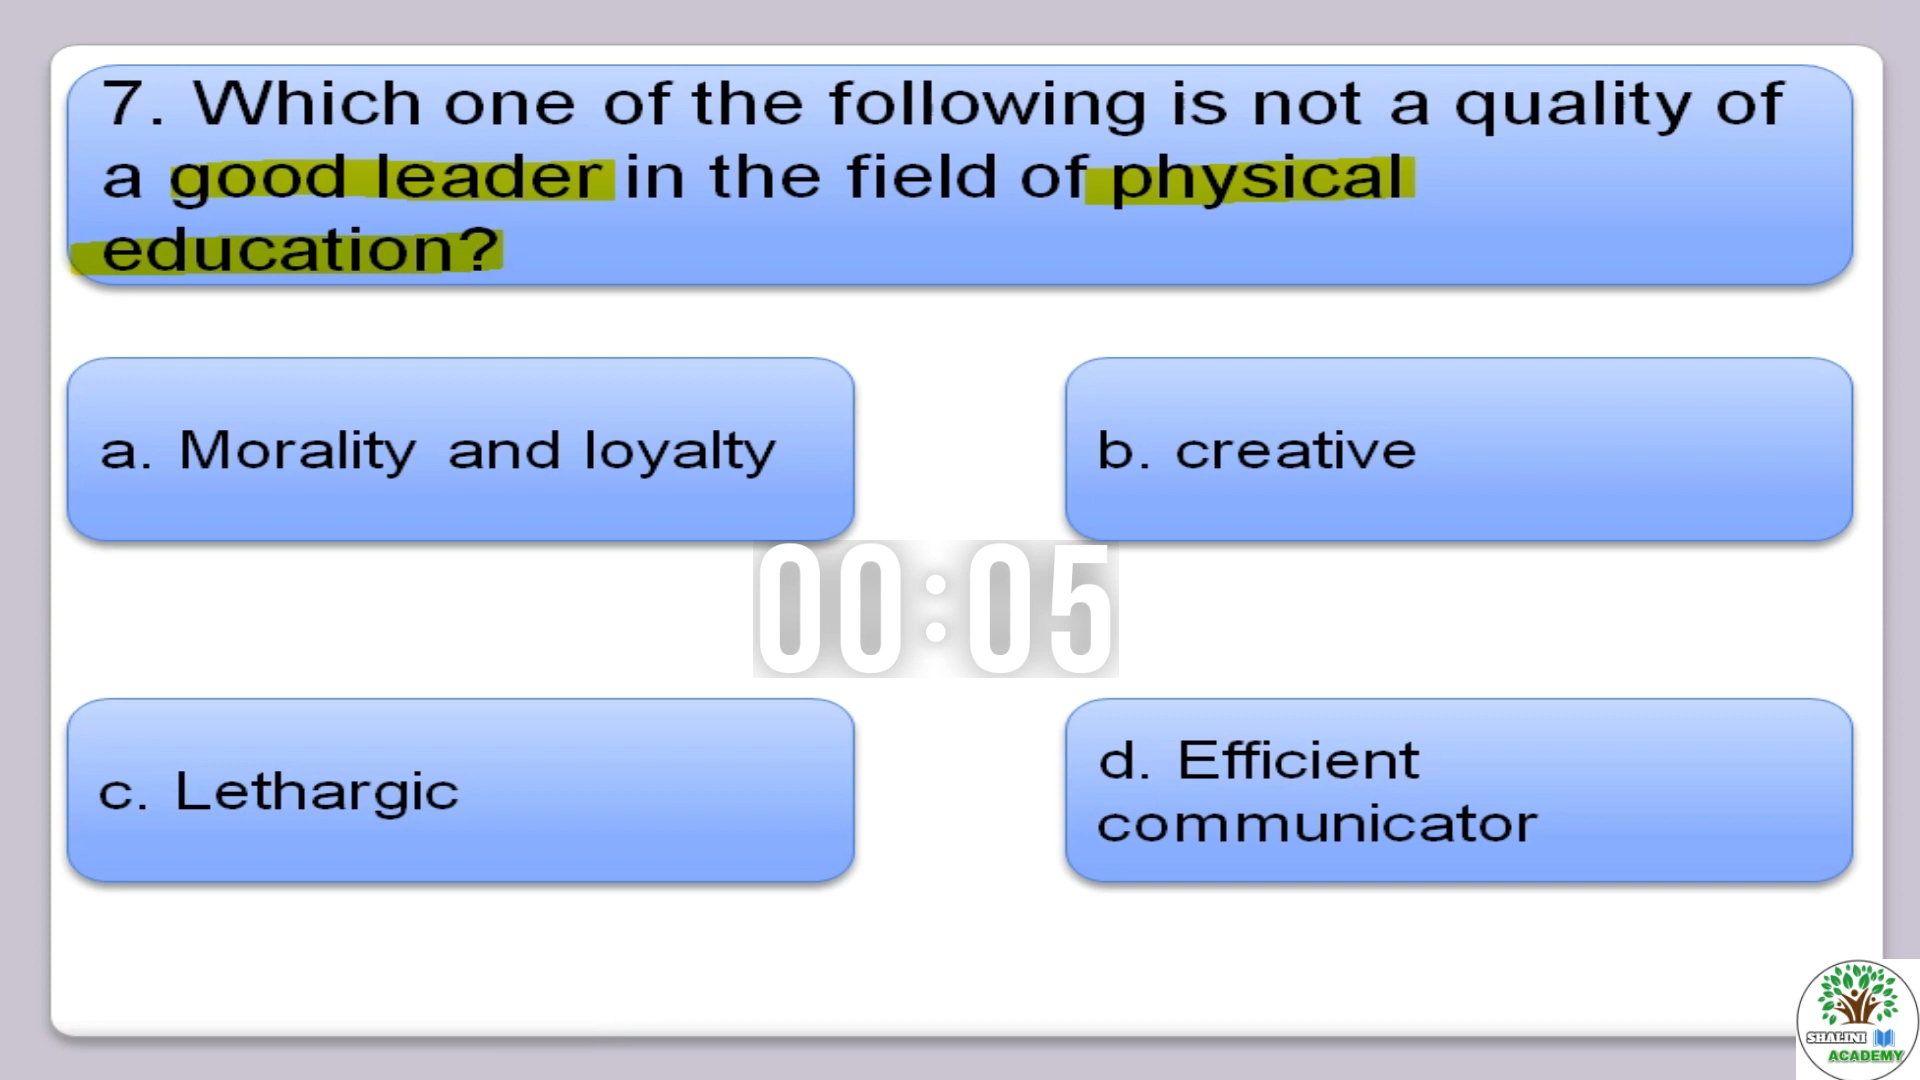 7. Which one of the following is not a quality of
a good leader in the field of physical
education?
a. Morality and loyalty
b. creative
00:05
c. Lethargic
d. Efficient
communicator
SHALINI
ACADEMY